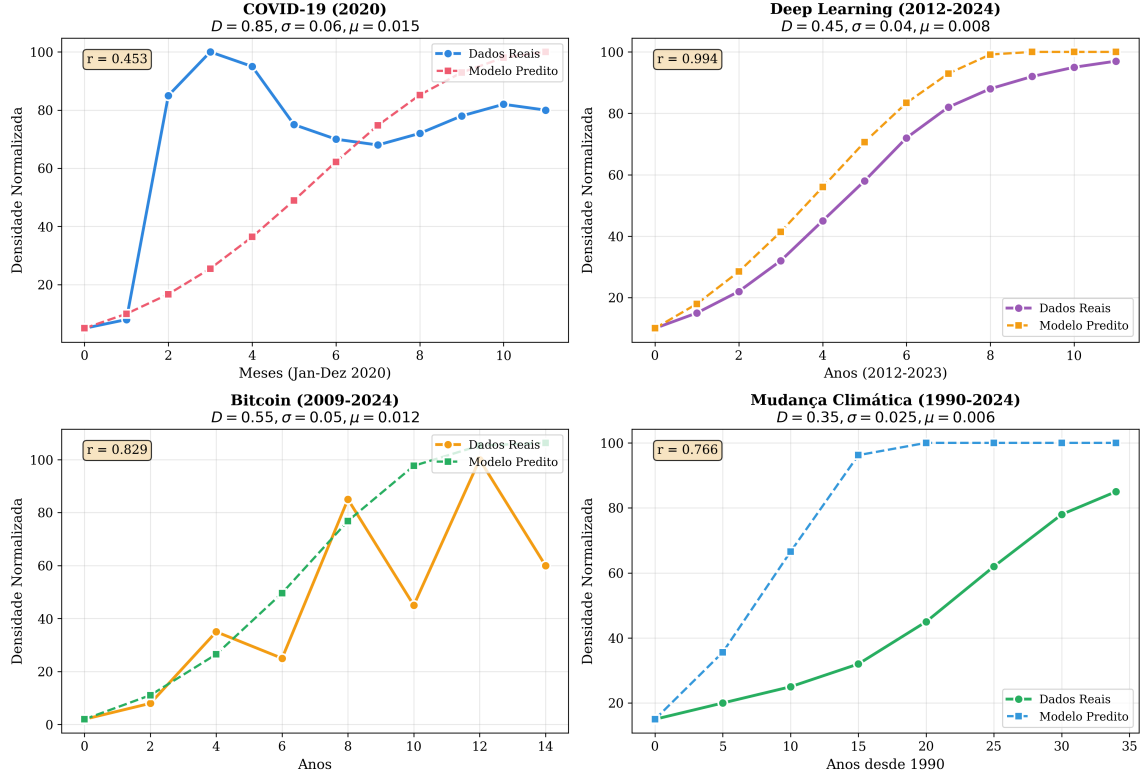 COVID-19 (2020)
D = 0.85, σ = 0.06, μ = 0.015
r = 0.453
Dados Reais
Modelo Predito
Densidade Normalizada
100
80
60
40
20
0 2 4 6 8 10
Meses (Jan-Dez 2020)
Deep Learning (2012-2024)
D = 0.45, σ = 0.04, μ = 0.008
r = 0.994
Densidade Normalizada
100
80
60
40
20
Dados Reais
Modelo Predito
0 2 4 6 8 10
Anos (2012-2023)
Bitcoin (2009-2024)
D = 0.55, σ = 0.05, μ = 0.012
r = 0.829
Dados Reais
Modelo Predito
Densidade Normalizada
100
80
60
40
20
0
0 2 4 6 8 10 12 14
Anos
Mudança Climática (1990-2024)
D = 0.35, σ = 0.025, μ = 0.006
r = 0.766
Densidade Normalizada
100
80
60
40
20
Dados Reais
Modelo Predito
0 5 10 15 20 25 30 35
Anos desde 1990